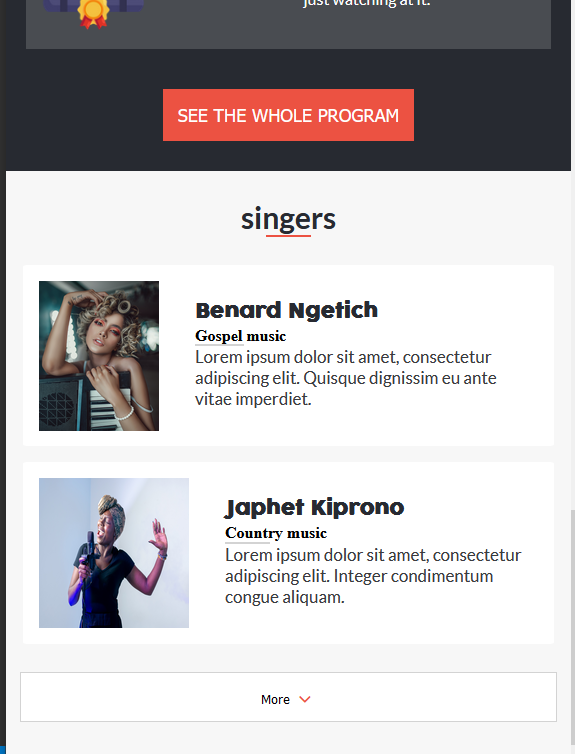 just watching at it.
SEE THE WHOLE PROGRAM
singers
Benard Ngetich
Gospel music
Lorem ipsum dolor sit amet, consectetur
adipiscing elit. Quisque dignissim eu ante
vitae imperdiet.
Japhet Kiprono
Country music
Lorem ipsum dolor sit amet, consectetur
adipiscing elit. Integer condimentum
congue aliquam.
More